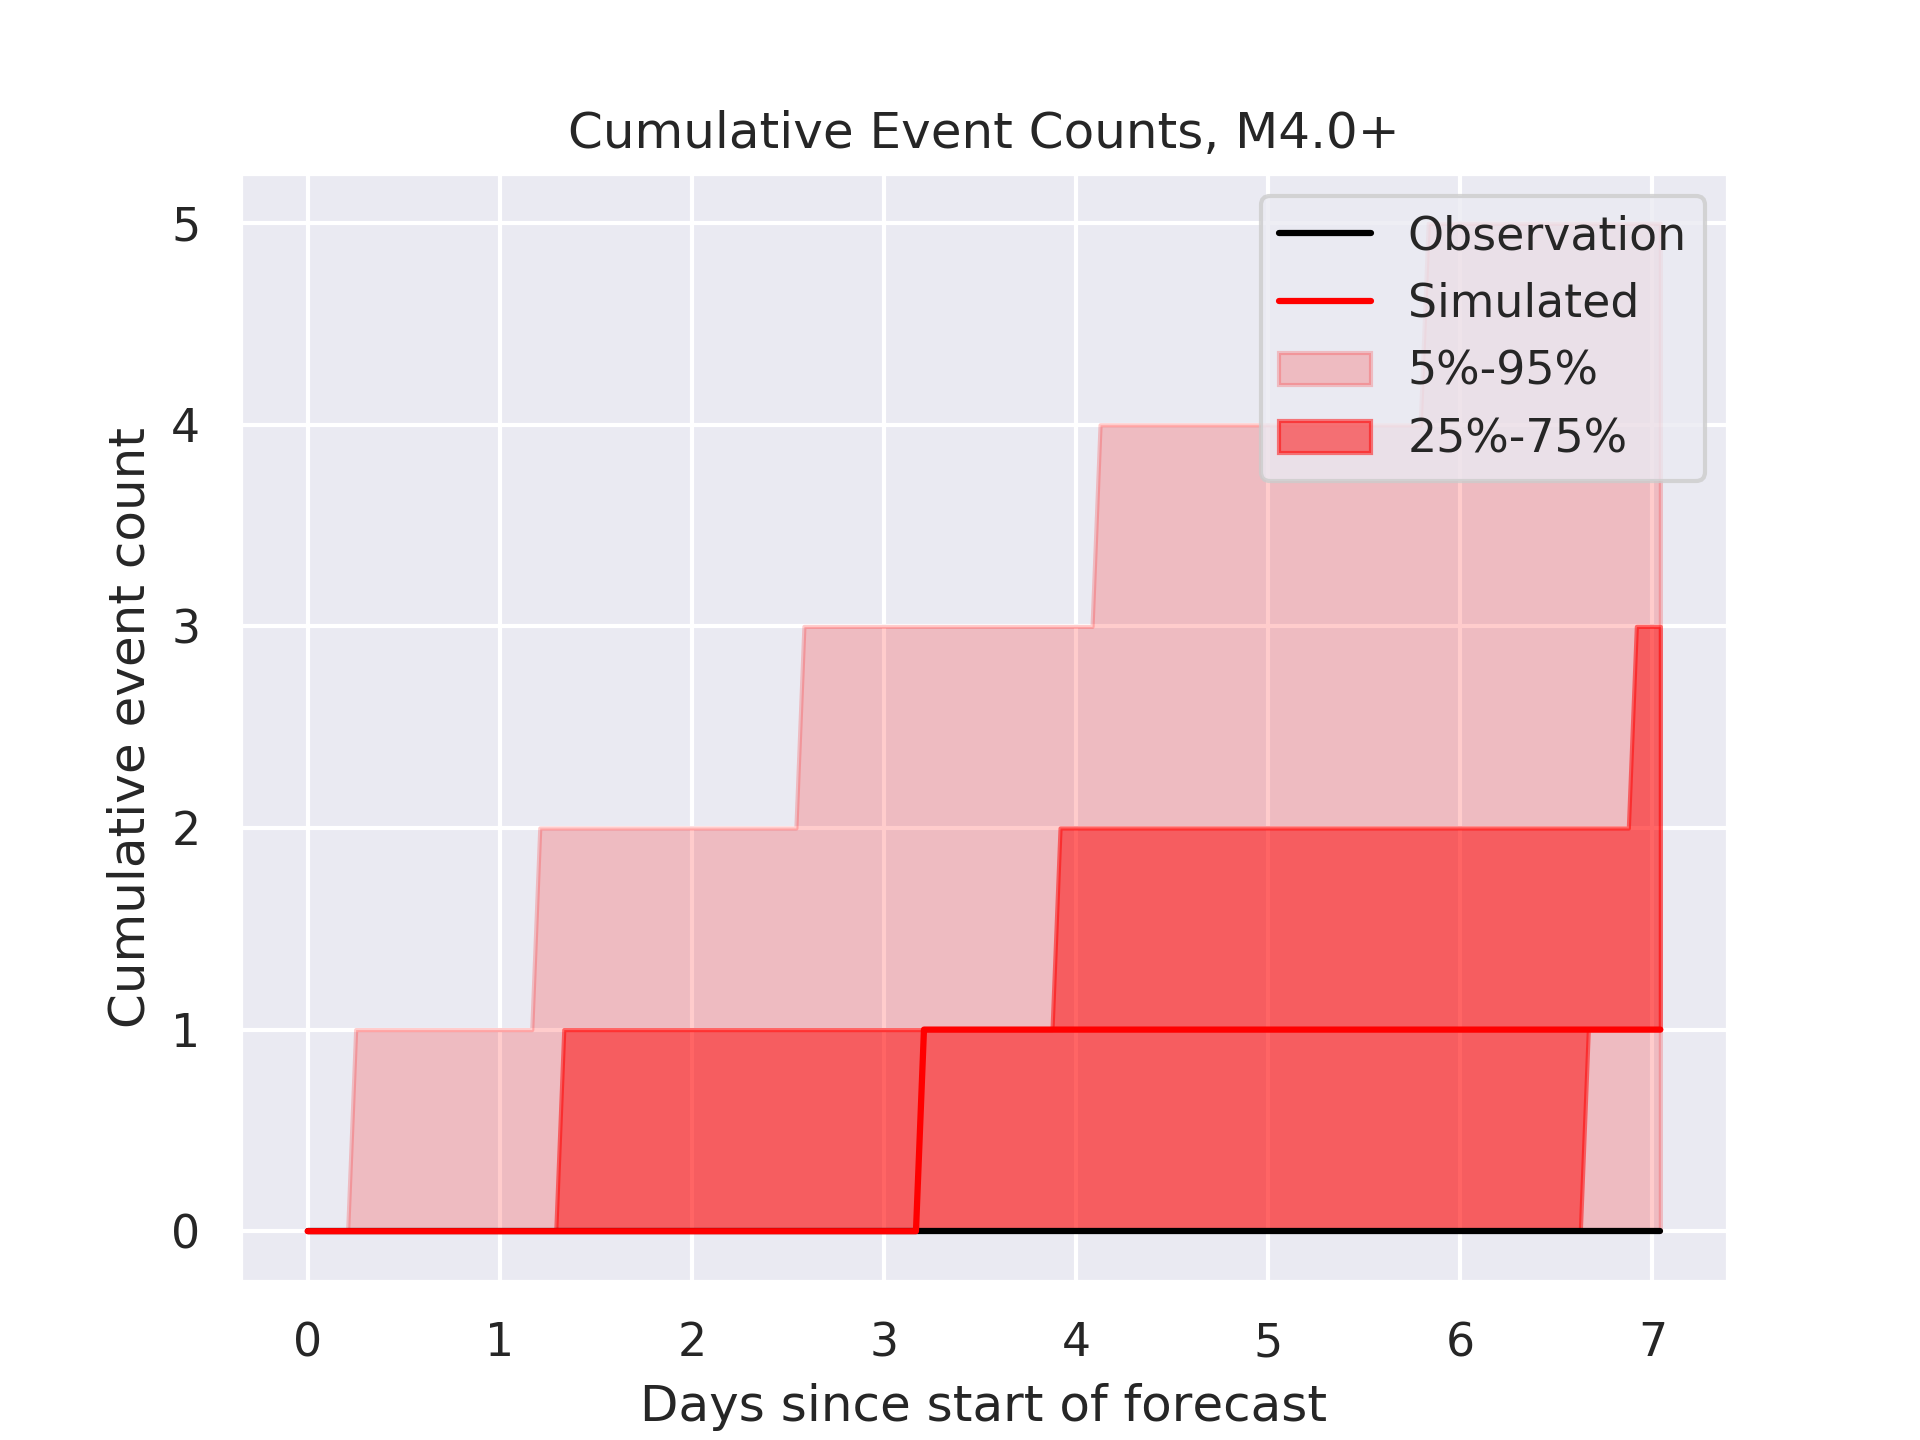 Cumulative Event Counts, M4.0+
Observation
Simulated
5%-95%
25%-75%
Cumulative event count
5
4
3
2
1
0
0 1 2 3 4 5 6 7
Days since start of forecast